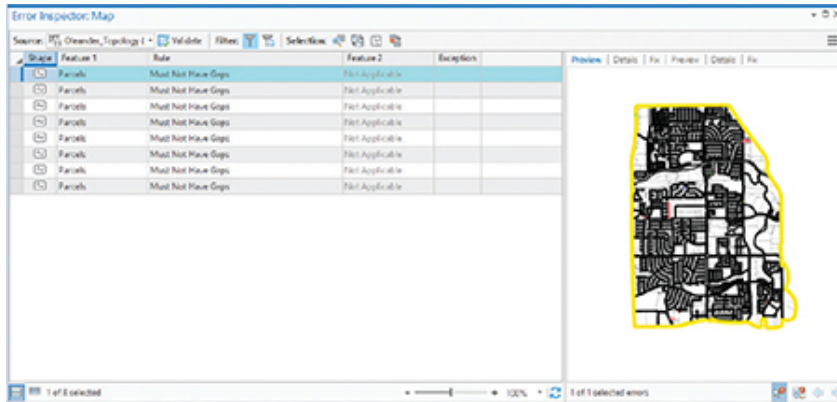 Error Inspector: Map
Source: Oleander_Topology ( Validate Filter: Selection:
Shape Feature 1 Rule Feature 2 Exception
Preview | Details | Fix | Preview | Details | Fix
Parcels Must Not Have Gaps Not Applicable
Parcels Must Not Have Gaps Not Applicable
Parcels Must Not Have Gaps Not Applicable
Parcels Must Not Have Gaps Not Applicable
Parcels Must Not Have Gaps Not Applicable
Parcels Must Not Have Gaps Not Applicable
Parcels Must Not Have Gaps Not Applicable
Parcels Must Not Have Gaps Not Applicable
1 of 8 selected
100%
1 of 1 selected errors